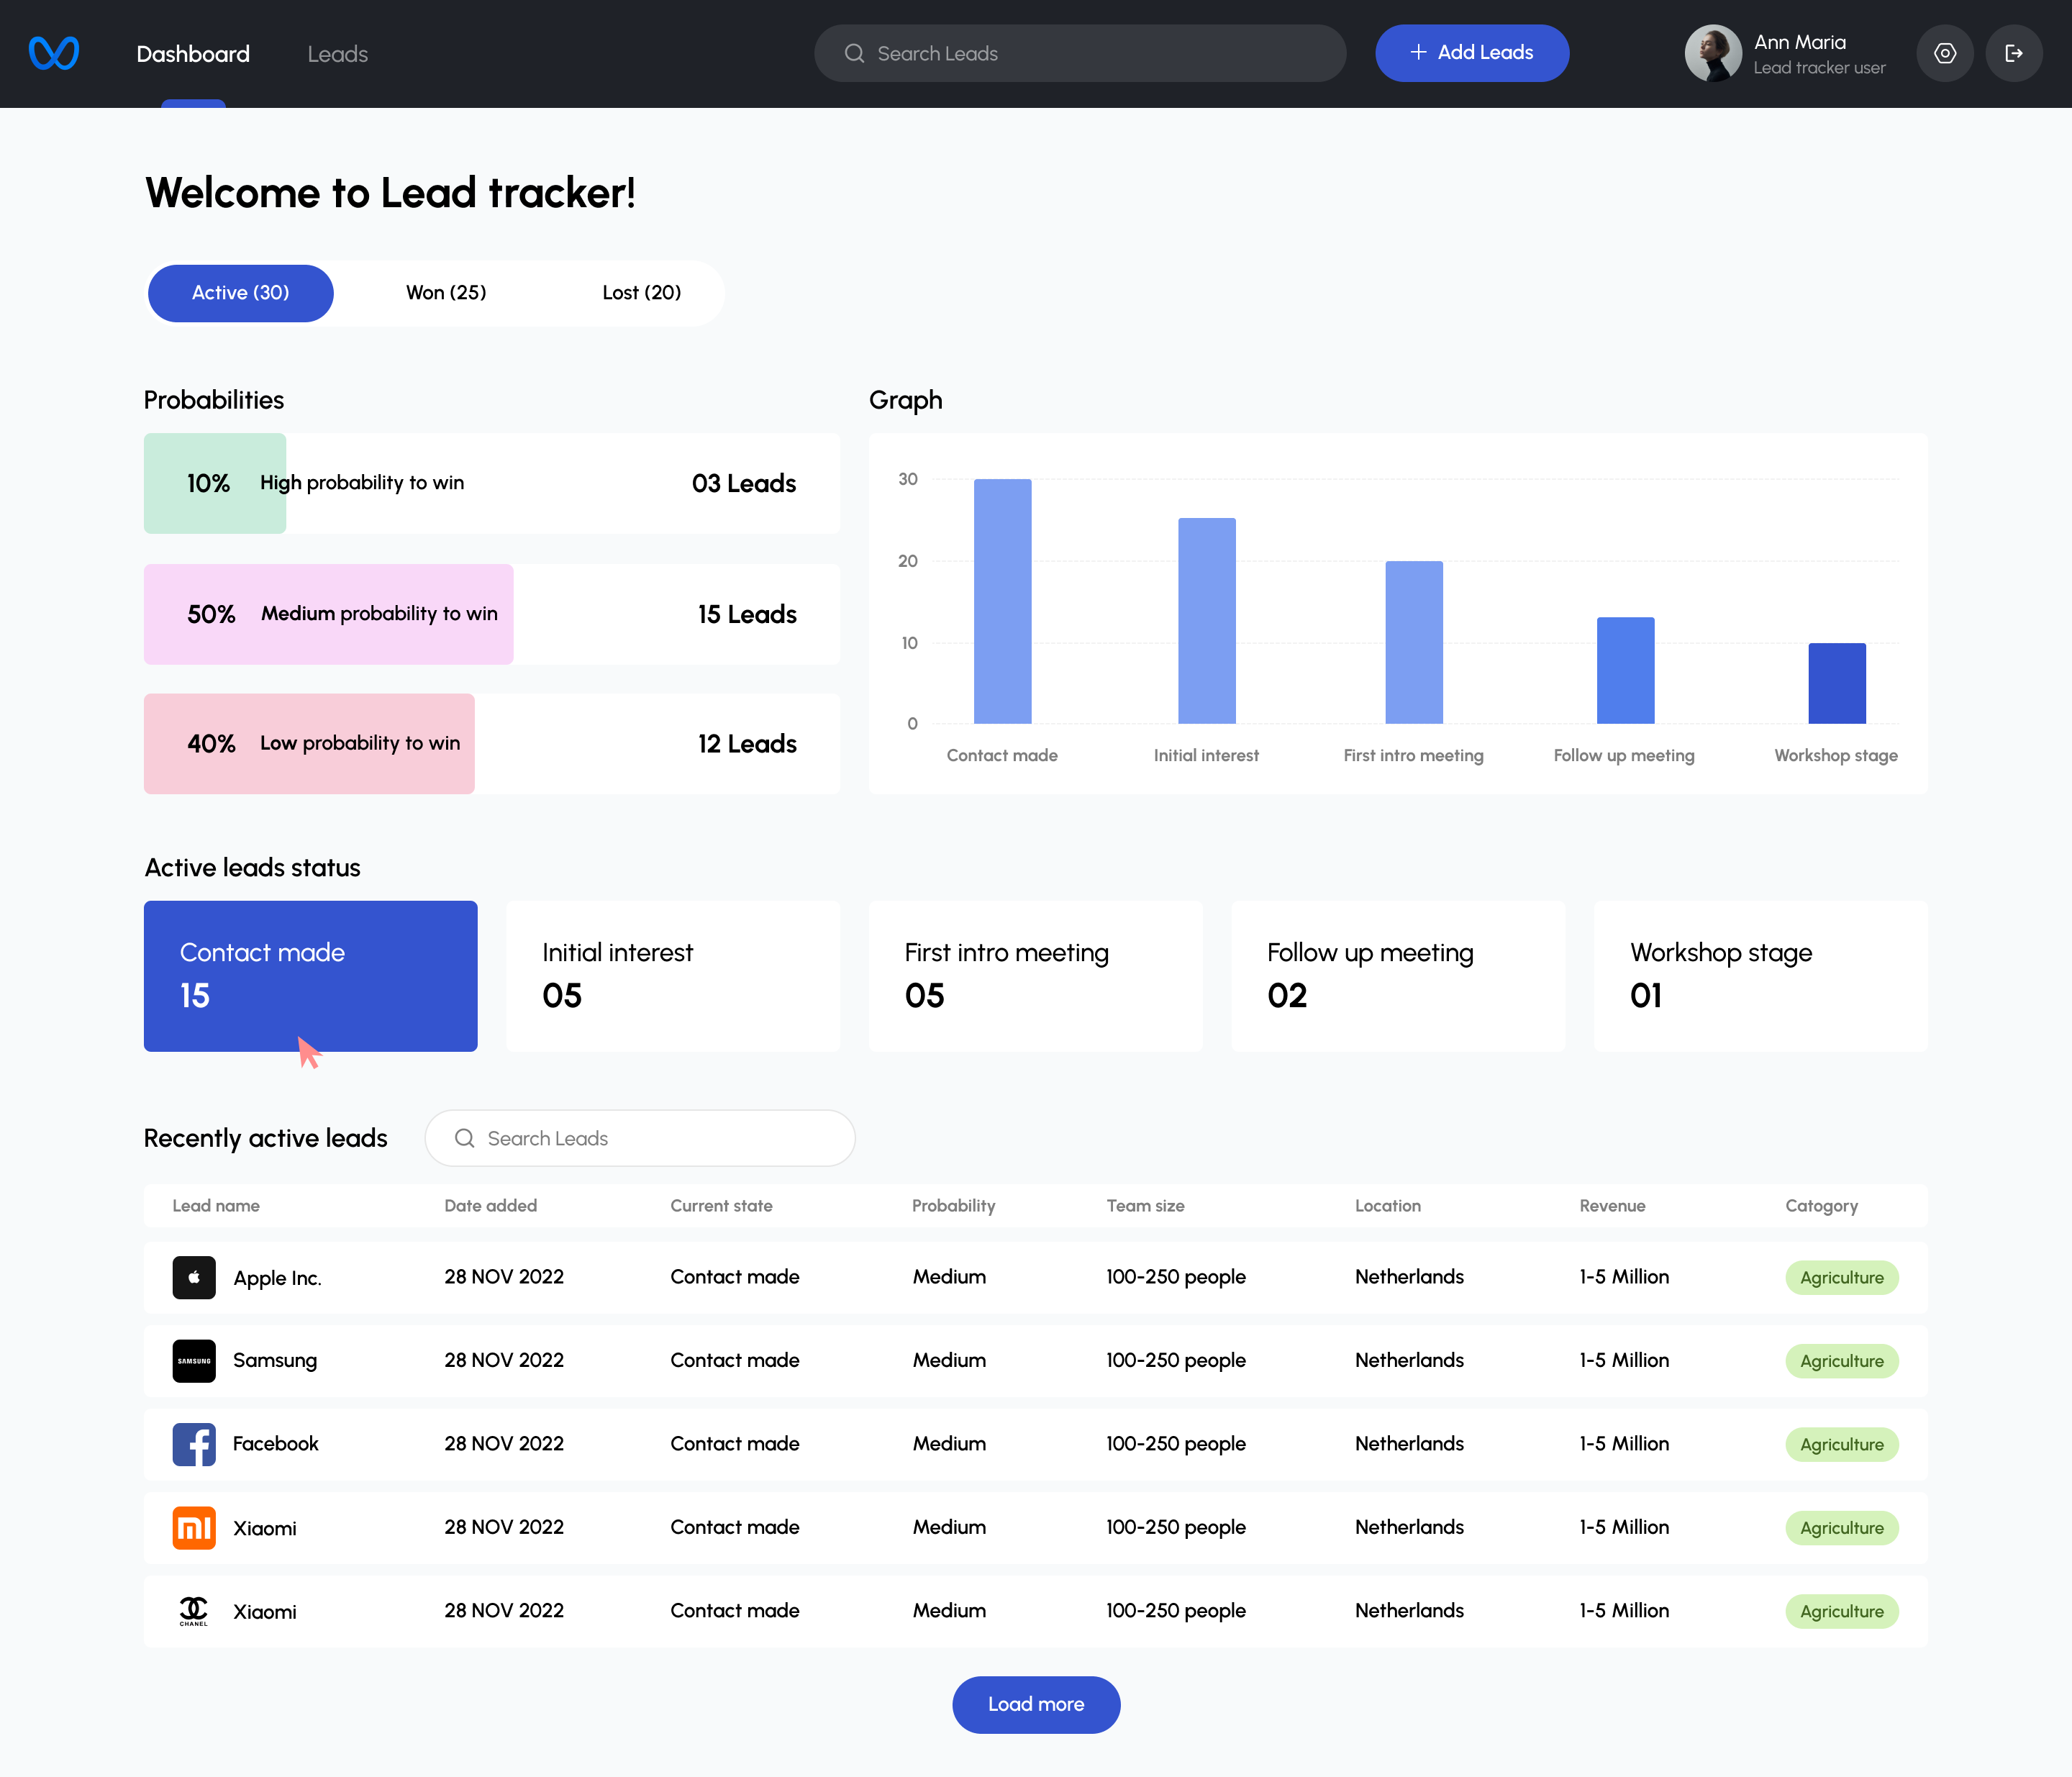 Dashboard
Leads
Search Leads
+ Add Leads
Ann Maria
Lead tracker user
Welcome to Lead tracker!
Active (30)
Won (25)
Lost (20)
Probabilities
10% High probability to win 03 Leads
50% Medium probability to win 15 Leads
40% Low probability to win 12 Leads
Graph
30
20
10
0
Contact made Initial interest First intro meeting Follow up meeting Workshop stage
Active leads status
Contact made
15
Initial interest
05
First intro meeting
05
Follow up meeting
02
Workshop stage
01
Recently active leads
Search Leads
Lead name Date added Current state Probability Team size Location Revenue Catogory
Apple Inc. 28 NOV 2022 Contact made Medium 100-250 people Netherlands 1-5 Million Agriculture
SAMSUNG Samsung 28 NOV 2022 Contact made Medium 100-250 people Netherlands 1-5 Million Agriculture
Facebook 28 NOV 2022 Contact made Medium 100-250 people Netherlands 1-5 Million Agriculture
Xiaomi 28 NOV 2022 Contact made Medium 100-250 people Netherlands 1-5 Million Agriculture
CHANEL Xiaomi 28 NOV 2022 Contact made Medium 100-250 people Netherlands 1-5 Million Agriculture
Load more